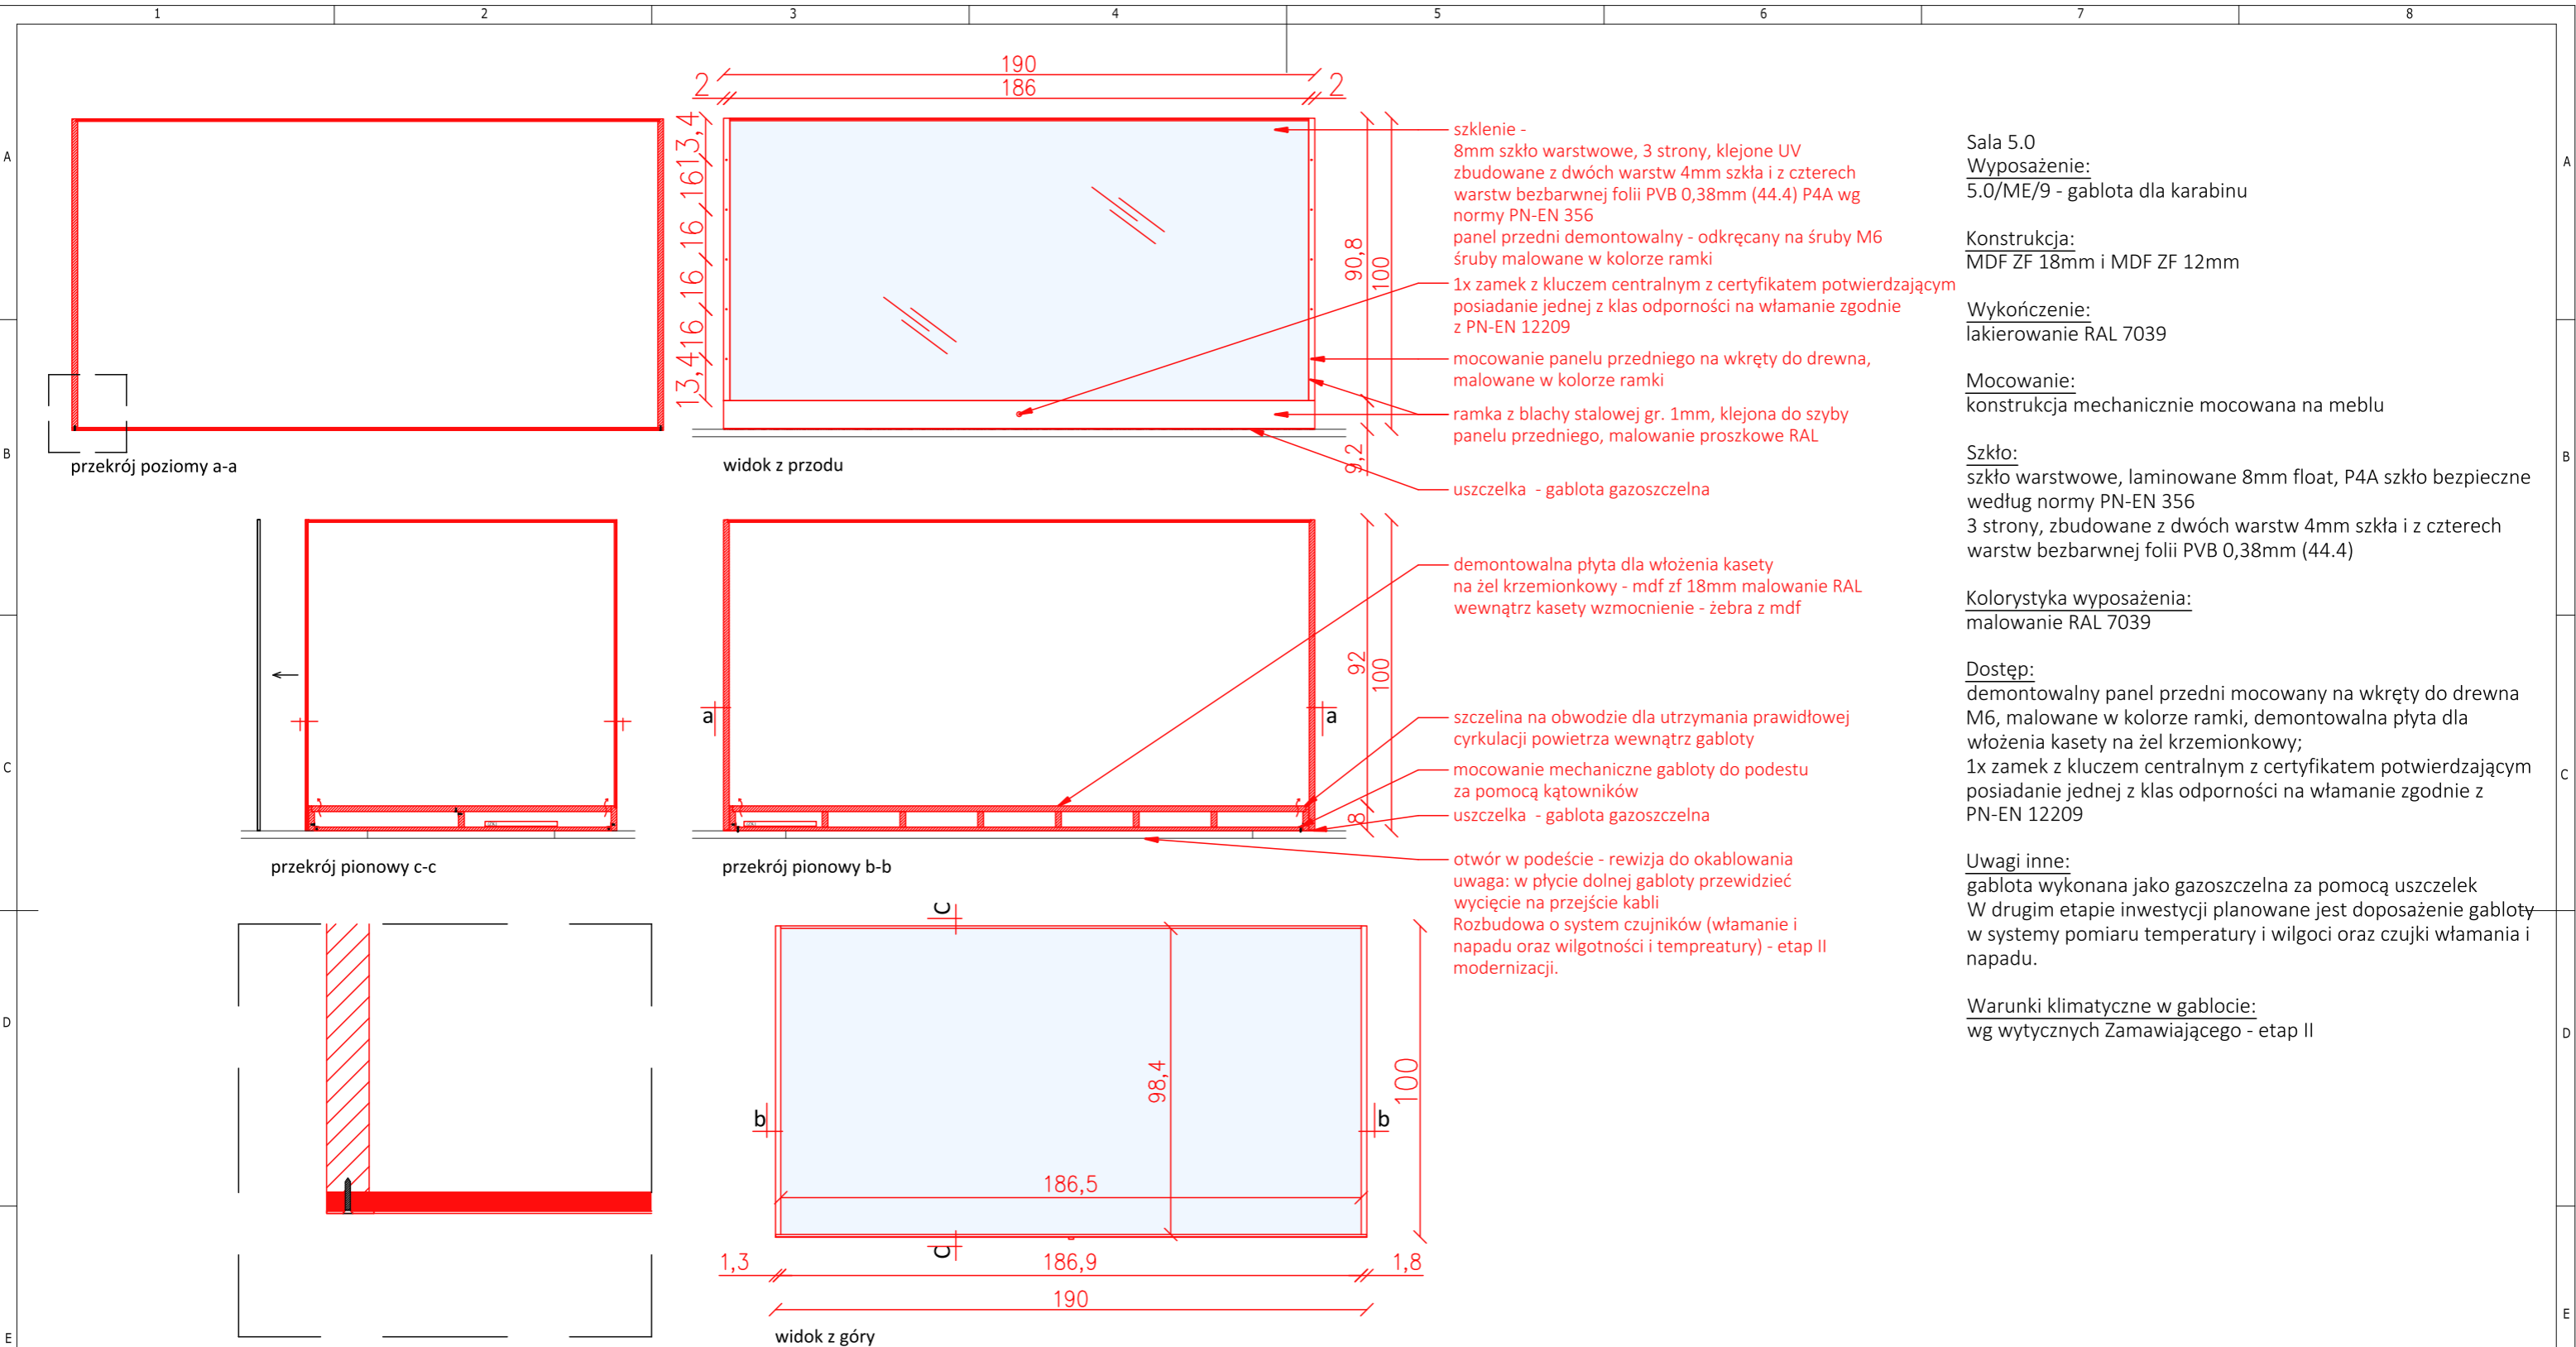 1 2 3 4 5 6 7 8
A A
B B
C C
D D
E E
przekrój poziomy a-a
190
2 186 2
13,4
16
16
16
16
13,4
90,8
100
9,2
widok z przodu
szklenie -
8mm szkło warstwowe, 3 strony, klejone UV
zbudowane z dwóch warstw 4mm szkła i z czterech
warstw bezbarwnej folii PVB 0,38mm (44.4) P4A wg
normy PN-EN 356
panel przedni demontowalny - odkręcany na śruby M6
śruby malowane w kolorze ramki
1x zamek z kluczem centralnym z certyfikatem potwierdzającym
posiadanie jednej z klas odporności na włamanie zgodnie
z PN-EN 12209
mocowanie panelu przedniego na wkręty do drewna,
malowane w kolorze ramki
ramka z blachy stalowej gr. 1mm, klejona do szyby
panelu przedniego, malowanie proszkowe RAL
uszczelka - gablota gazoszczelna
przekrój pionowy c-c
a a
92
100
8
przekrój pionowy b-b
demontowalna płyta dla włożenia kasety
na żel krzemionkowy - mdf zf 18mm malowanie RAL
wewnątrz kasety wzmocnienie - żebra z mdf
szczelina na obwodzie dla utrzymania prawidłowej
cyrkulacji powietrza wewnątrz gabloty
mocowanie mechaniczne gabloty do podestu
za pomocą kątowników
uszczelka - gablota gazoszczelna
otwór w podeście - rewizja do okablowania
uwaga: w płycie dolnej gabloty przewidzieć
wycięcie na przejście kabli
Rozbudowa o system czujników (włamanie i
napadu oraz wilgotności i tempreatury) - etap II
modernizacji.
c
98,4
100
b b
186,5
c
1,3 186,9 1,8
190
widok z góry
Sala 5.0
Wyposażenie:
5.0/ME/9 - gablota dla karabinu
Konstrukcja:
MDF ZF 18mm i MDF ZF 12mm
Wykończenie:
lakierowanie RAL 7039
Mocowanie:
konstrukcja mechanicznie mocowana na meblu
Szkło:
szkło warstwowe, laminowane 8mm float, P4A szkło bezpieczne
według normy PN-EN 356
3 strony, zbudowane z dwóch warstw 4mm szkła i z czterech
warstw bezbarwnej folii PVB 0,38mm (44.4)
Kolorystyka wyposażenia:
malowanie RAL 7039
Dostęp:
demontowalny panel przedni mocowany na wkręty do drewna
M6, malowane w kolorze ramki, demontowalna płyta dla
włożenia kasety na żel krzemionkowy;
1x zamek z kluczem centralnym z certyfikatem potwierdzającym
posiadanie jednej z klas odporności na włamanie zgodnie z
PN-EN 12209
Uwagi inne:
gablota wykonana jako gazoszczelna za pomocą uszczelek
W drugim etapie inwestycji planowane jest doposażenie gabloty
w systemy pomiaru temperatury i wilgoci oraz czujki włamania i
napadu.
Warunki klimatyczne w gablocie:
wg wytycznych Zamawiającego - etap II